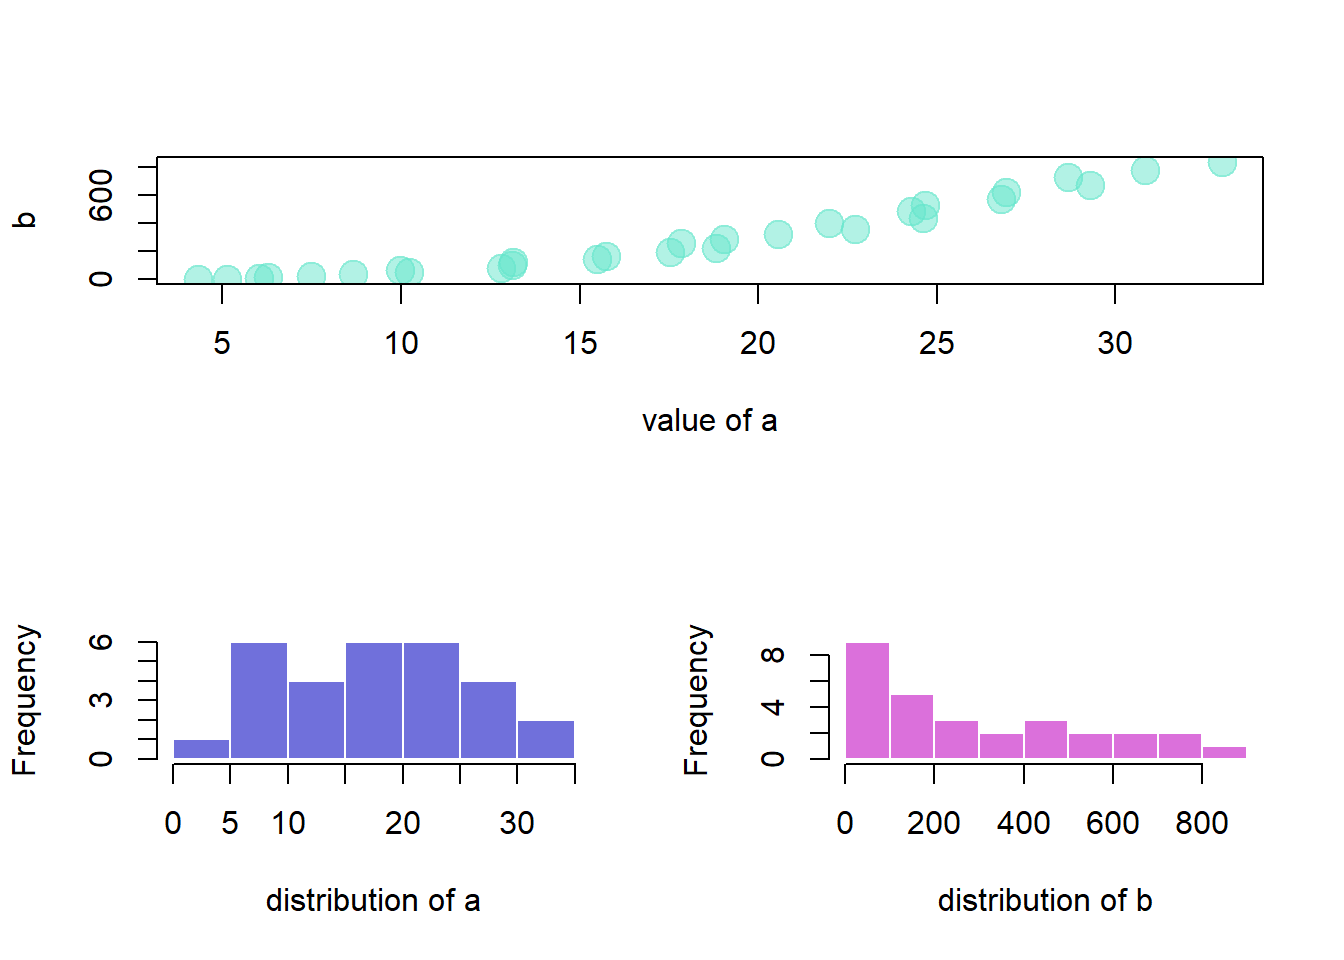 b
600
0
5 10 15 20 25 30
value of a
Frequency
6
3
0
0 5 10 20 30
distribution of a
Frequency
8
4
0
0 200 400 600 800
distribution of b